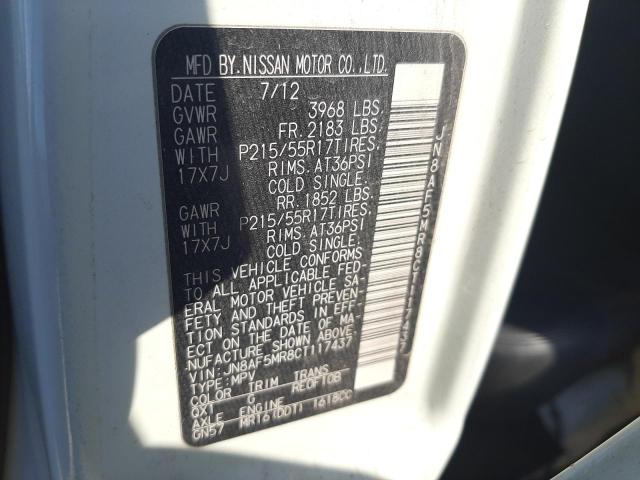 MFD BY.NISSAN MOTOR CO.,LTD.
DATE 7/12
GVWR 3968 LBS.
GAWR FR.2183 LBS.
WITH P215/55R17TIRES.
17X7J RIMS.AT36PSI
COLD SINGLE.
GAWR RR.1852 LBS
WITH P215/55R17TIRES.
17X7J RIMS.AT36PSI
COLD SINGLE.
THIS VEHICLE CONFORMS
TO ALL APPLICABLE FED-
ERAL MOTOR VEHICLE SA-
FETY AND THEFT PREVEN-
TION STANDARDS IN EFF-
ECT ON THE DATE OF MA-
NUFACTURE SHOWN ABOVE.
VIN:JN8AF5MR8CT117437
TYPE:MPV
COLOR TRIM TRANS
QX1 G RE0F10B
AXLE ENGINE
GN57 MR16(DDT) 1618CC
JN8AF5MR8CT117437